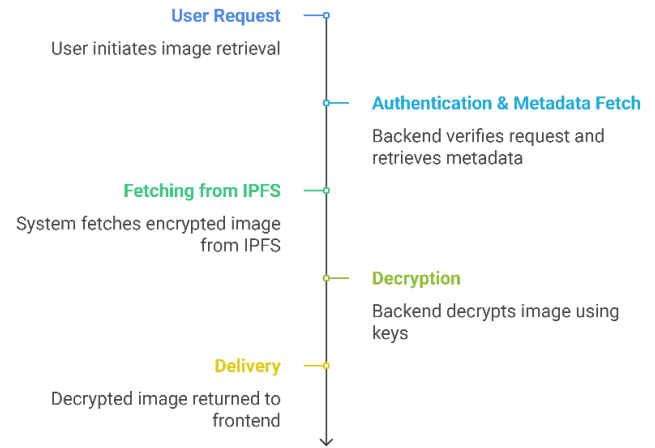 User Request
User initiates image retrieval
Authentication & Metadata Fetch
Backend verifies request and
retrieves metadata
Fetching from IPFS
System fetches encrypted image
from IPFS
Decryption
Backend decrypts image using
keys
Delivery
Decrypted image returned to
frontend